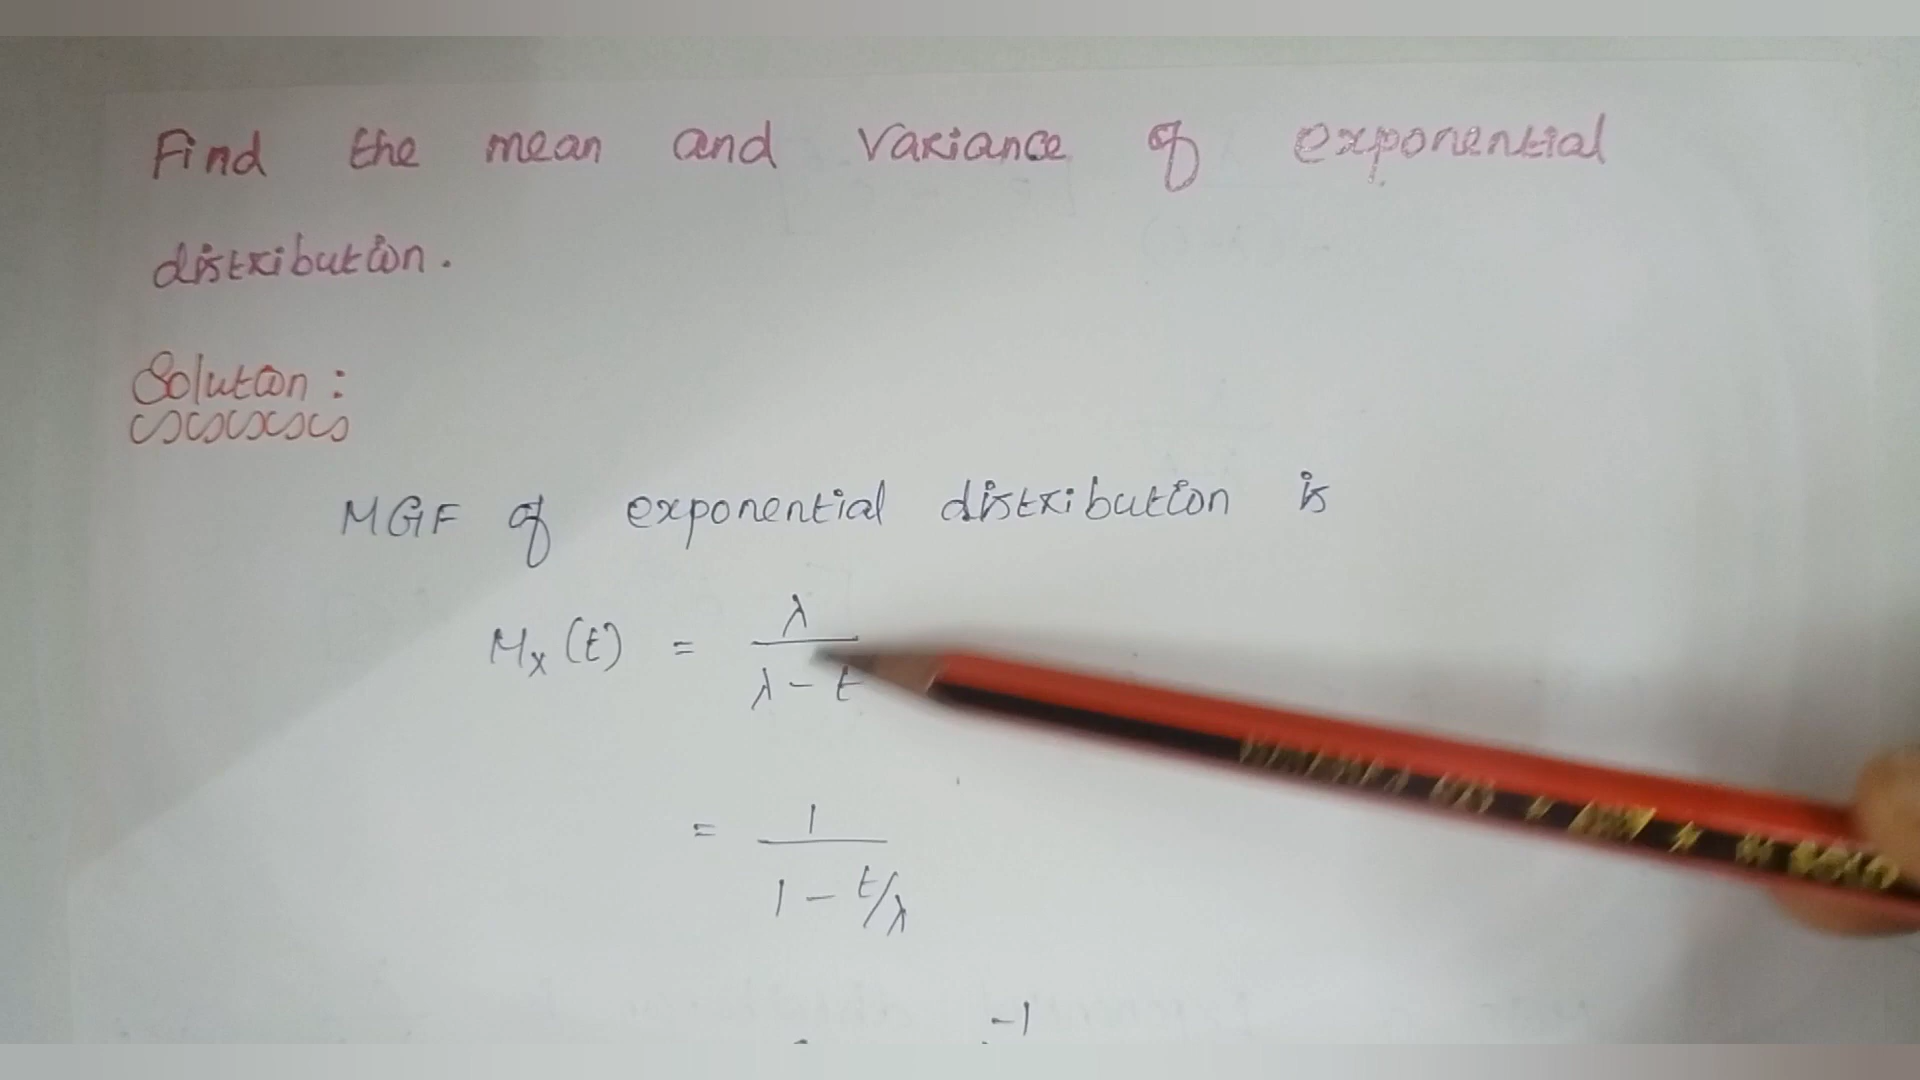 Find the mean and variance of exponential
distribution.
Solution :
MGF of exponential distribution is
Mx (t) = λ / λ - t
= 1 / 1 - t/λ
-1